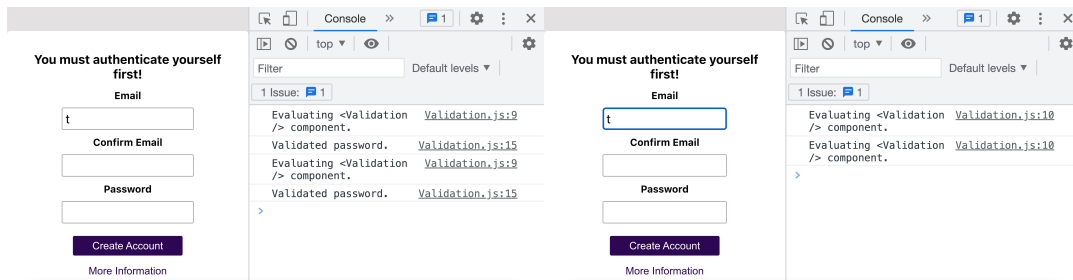 Console
1
top
Filter
Default levels
1 Issue: 1
You must authenticate yourself
first!
Email
t
Confirm Email
Password
Create Account
More Information
Evaluating <Validation Validation.js:9
/> component.
Validated password. Validation.js:15
Evaluating <Validation Validation.js:9
/> component.
Validated password. Validation.js:15
Console
1
top
Filter
Default levels
1 Issue: 1
You must authenticate yourself
first!
Email
t
Confirm Email
Password
Create Account
More Information
Evaluating <Validation Validation.js:10
/> component.
Evaluating <Validation Validation.js:10
/> component.